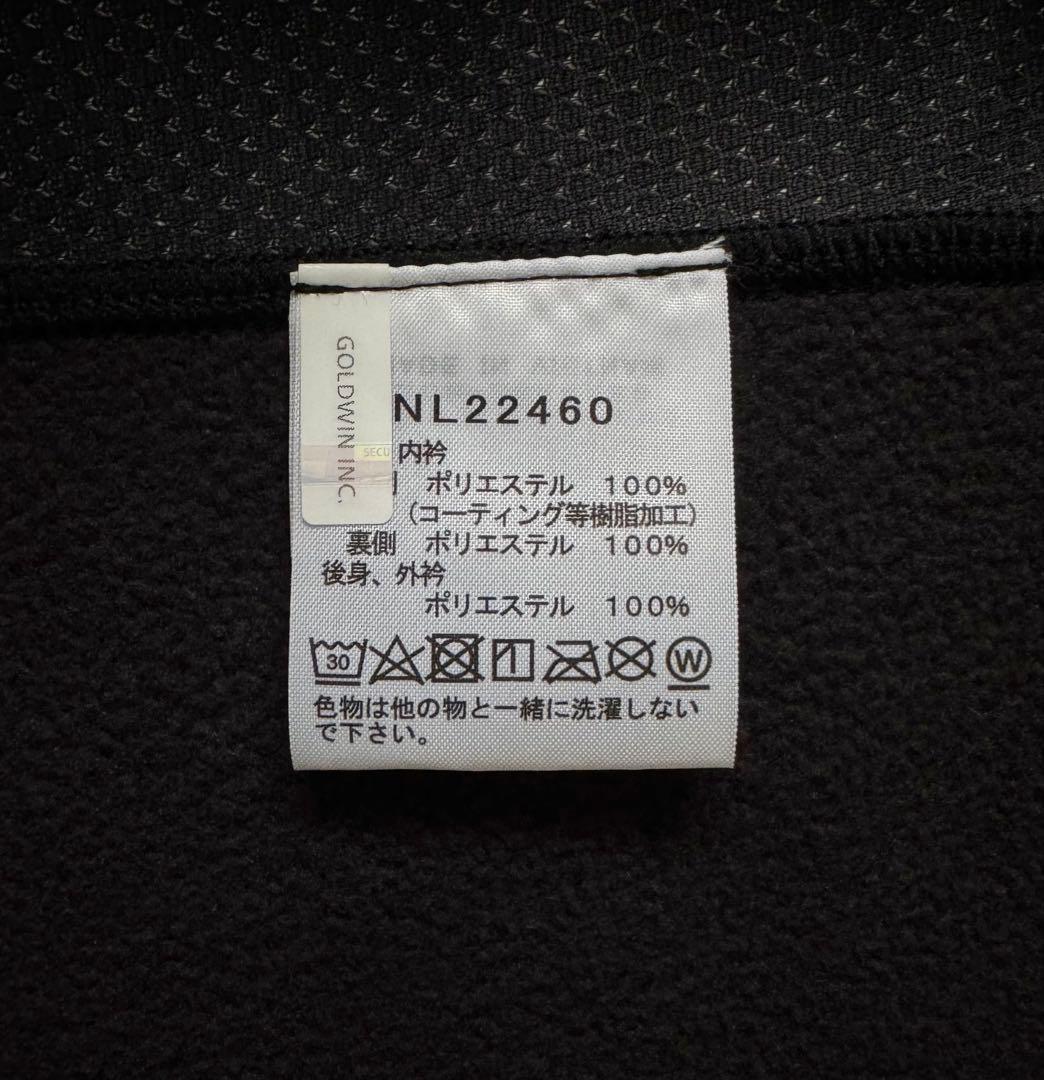 GOLDWIN INC.
SECU
NL22460
内衿
ポリエステル 100%
(コーティング等樹脂加工)
裏側 ポリエステル 100%
後身、外衿
ポリエステル 100%
30
W
色物は他の物と一緒に洗濯しない
で下さい。